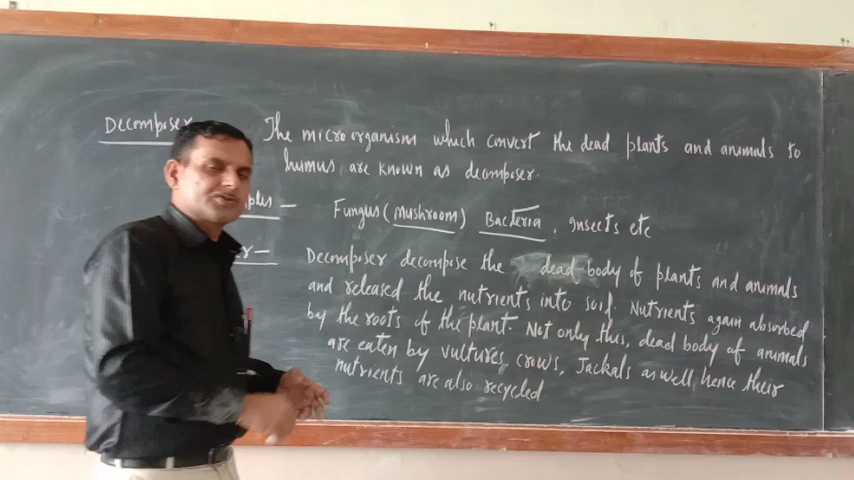 Decomposer
The microorganism which convert the dead plants and animals to
humus are known as decomposer.
Fungus (Mushroom) Bacteria, insects etc
Decomposer decompose the dead body of plants and animals
and released the nutrients into soil. Nutrients again absorbed
by the roots of the plant. Not only this, dead body of animals
are eaten by vultures, crows, Jackals as well, hence their
nutrients are also recycled